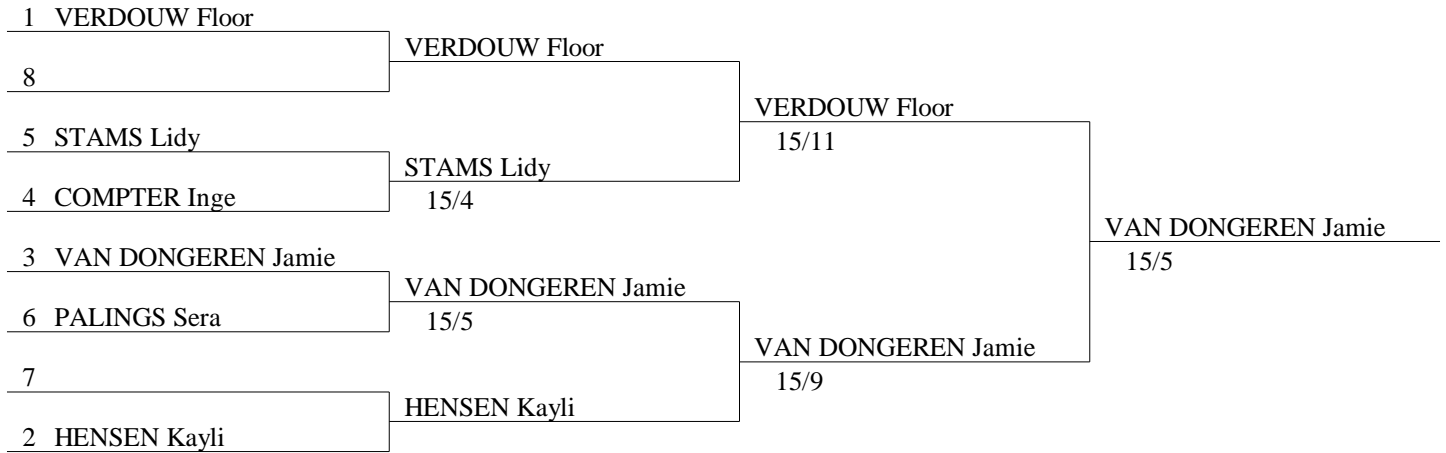 1 VERDOUW Floor
8
5 STAMS Lidy
4 COMPTER Inge
3 VAN DONGEREN Jamie
6 PALINGS Sera
7
2 HENSEN Kayli
VERDOUW Floor
STAMS Lidy
15/4
VAN DONGEREN Jamie
15/5
HENSEN Kayli
VERDOUW Floor
15/11
VAN DONGEREN Jamie
15/9
VAN DONGEREN Jamie
15/5